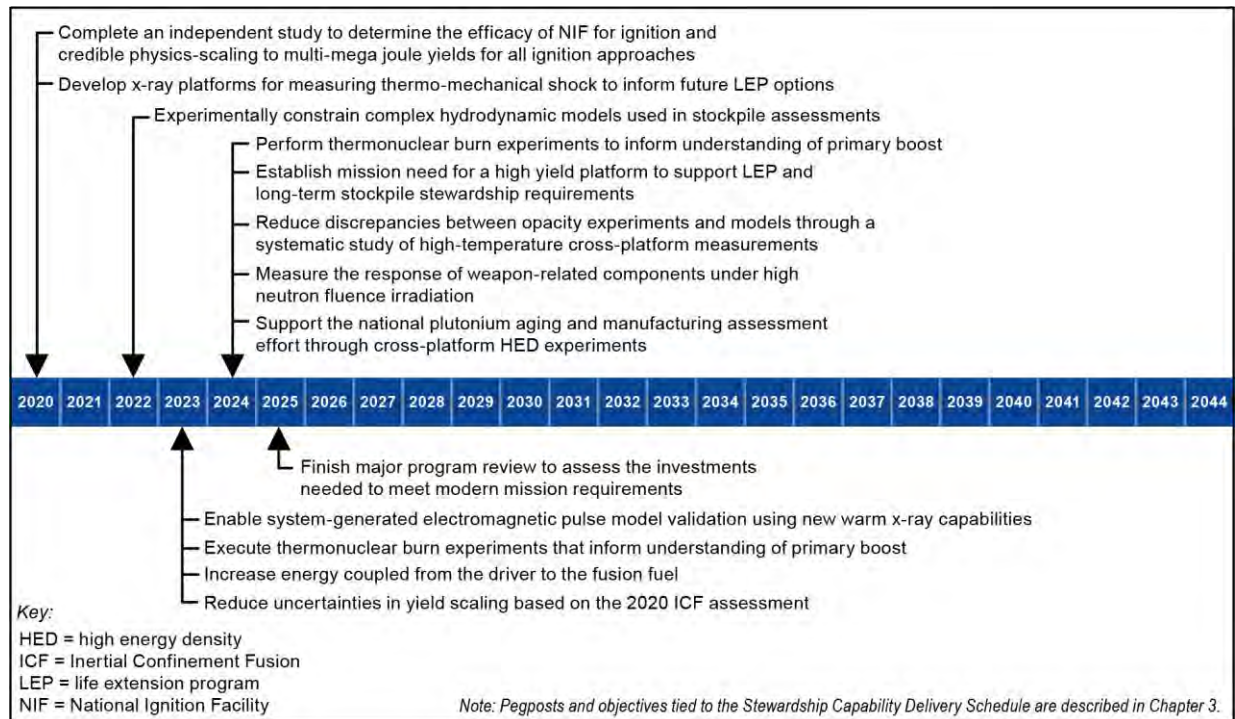 Complete an independent study to determine the efficacy of NIF for ignition and
credible physics-scaling to multi-mega joule yields for all ignition approaches
Develop x-ray platforms for measuring thermo-mechanical shock to inform future LEP options
Experimentally constrain complex hydrodynamic models used in stockpile assessments
Perform thermonuclear burn experiments to inform understanding of primary boost
Establish mission need for a high yield platform to support LEP and
long-term stockpile stewardship requirements
Reduce discrepancies between opacity experiments and models through a
systematic study of high-temperature cross-platform measurements
Measure the response of weapon-related components under high
neutron fluence irradiation
Support the national plutonium aging and manufacturing assessment
effort through cross-platform HED experiments
2020 2021 2022 2023 2024 2025 2026 2027 2028 2029 2030 2031 2032 2033 2034 2035 2036 2037 2038 2039 2040 2041 2042 2043 2044
Finish major program review to assess the investments
needed to meet modern mission requirements
Enable system-generated electromagnetic pulse model validation using new warm x-ray capabilities
Execute thermonuclear burn experiments that inform understanding of primary boost
Increase energy coupled from the driver to the fusion fuel
Reduce uncertainties in yield scaling based on the 2020 ICF assessment
Key:
HED = high energy density
ICF = Inertial Confinement Fusion
LEP = life extension program
NIF = National Ignition Facility
Note: Pegposts and objectives tied to the Stewardship Capability Delivery Schedule are described in Chapter 3.